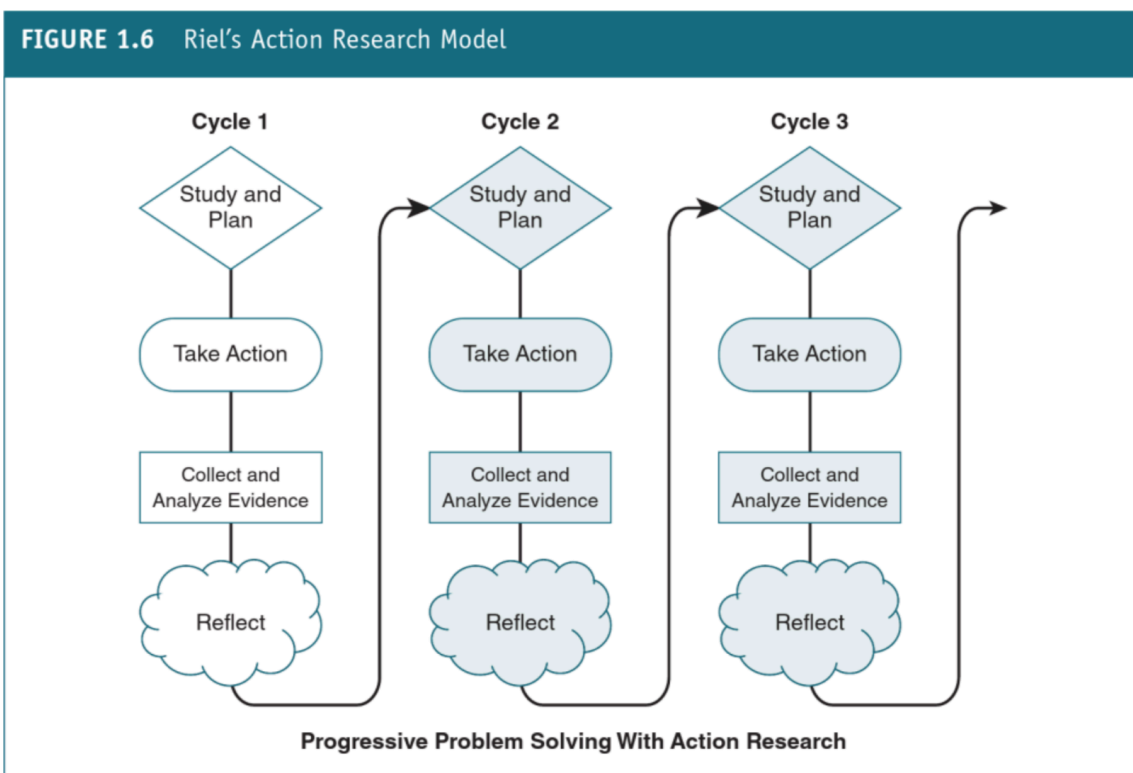 FIGURE 1.6 Riel's Action Research Model
Cycle 1
Study and
Plan
Take Action
Collect and
Analyze Evidence
Reflect
Cycle 2
Study and
Plan
Take Action
Collect and
Analyze Evidence
Reflect
Cycle 3
Study and
Plan
Take Action
Collect and
Analyze Evidence
Reflect
Progressive Problem Solving With Action Research